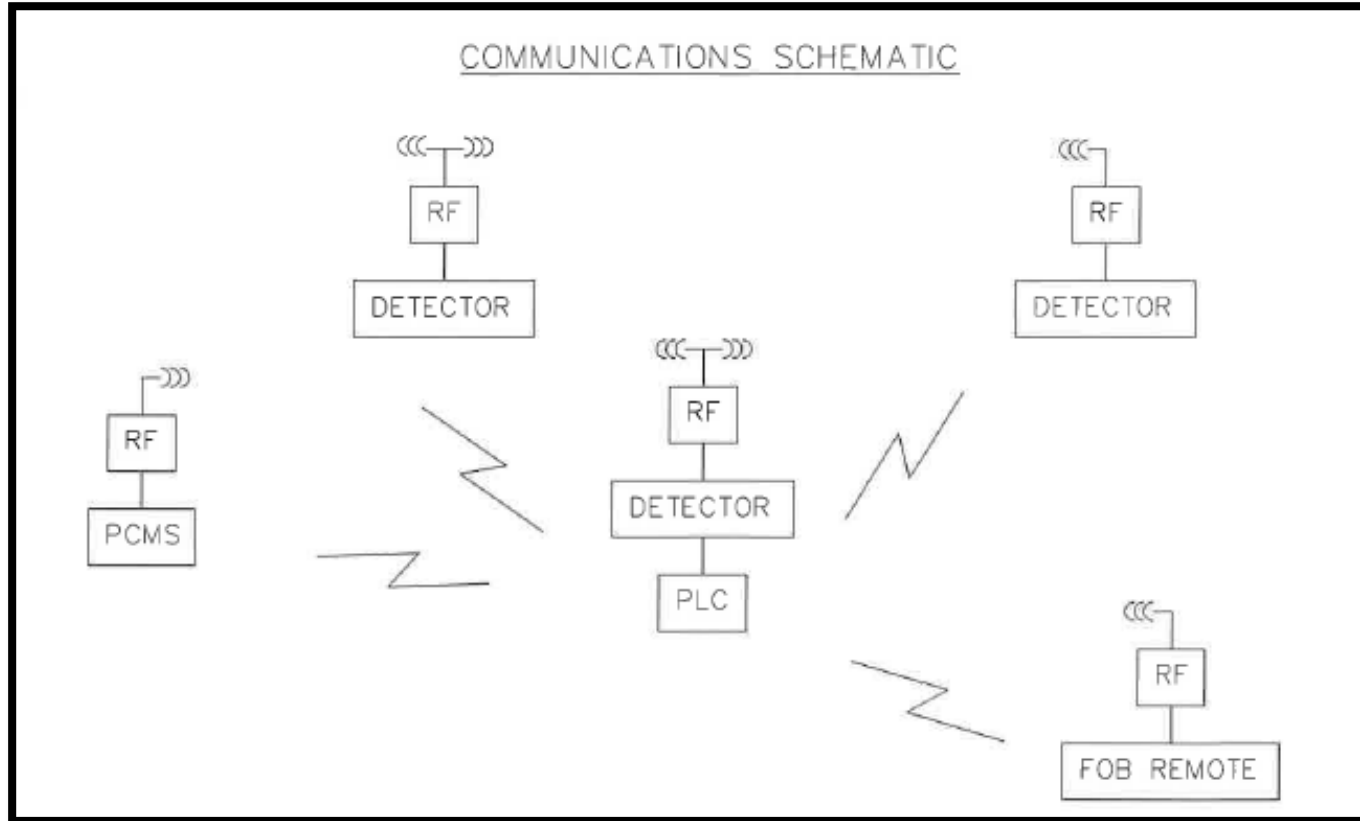 COMMUNICATIONS SCHEMATIC
RF
DETECTOR
RF
DETECTOR
RF
PCMS
RF
DETECTOR
PLC
RF
FOB REMOTE